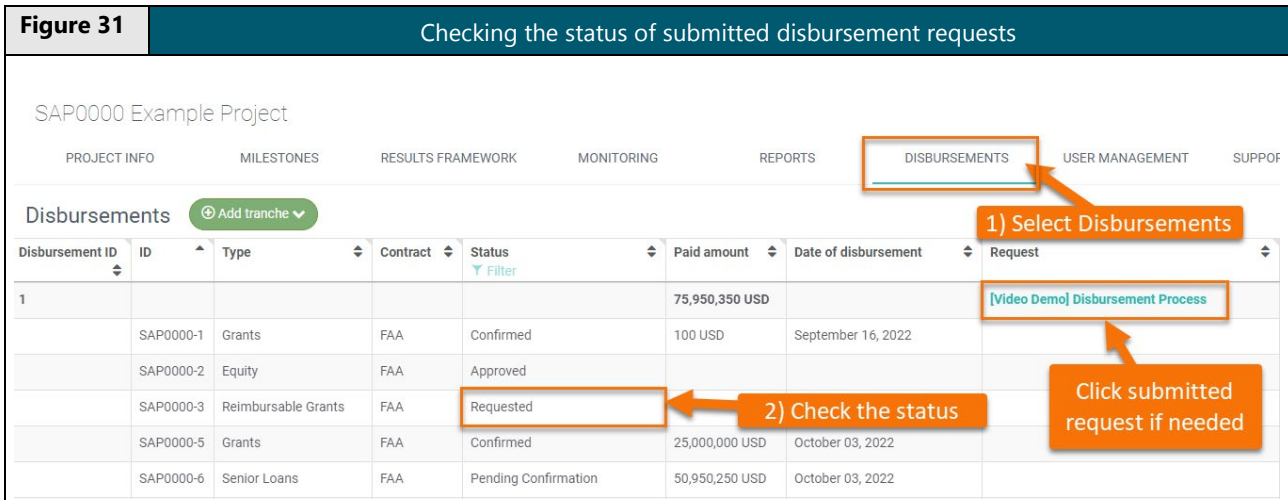 Figure 31
Checking the status of submitted disbursement requests
SAP0000 Example Project
PROJECT INFO MILESTONES RESULTS FRAMEWORK MONITORING REPORTS DISBURSEMENTS USER MANAGEMENT SUPPOR
1) Select Disbursements
Disbursements Add tranche
Disbursement ID ID Type Contract Status Paid amount Date of disbursement Request
Filter
1 75,950,350 USD [Video Demo] Disbursement Process
SAP0000-1 Grants FAA Confirmed 100 USD September 16, 2022
SAP0000-2 Equity FAA Approved
SAP0000-3 Reimbursable Grants FAA Requested
2) Check the status
Click submitted
request if needed
SAP0000-5 Grants FAA Confirmed 25,000,000 USD October 03, 2022
SAP0000-6 Senior Loans FAA Pending Confirmation 50,950,250 USD October 03, 2022